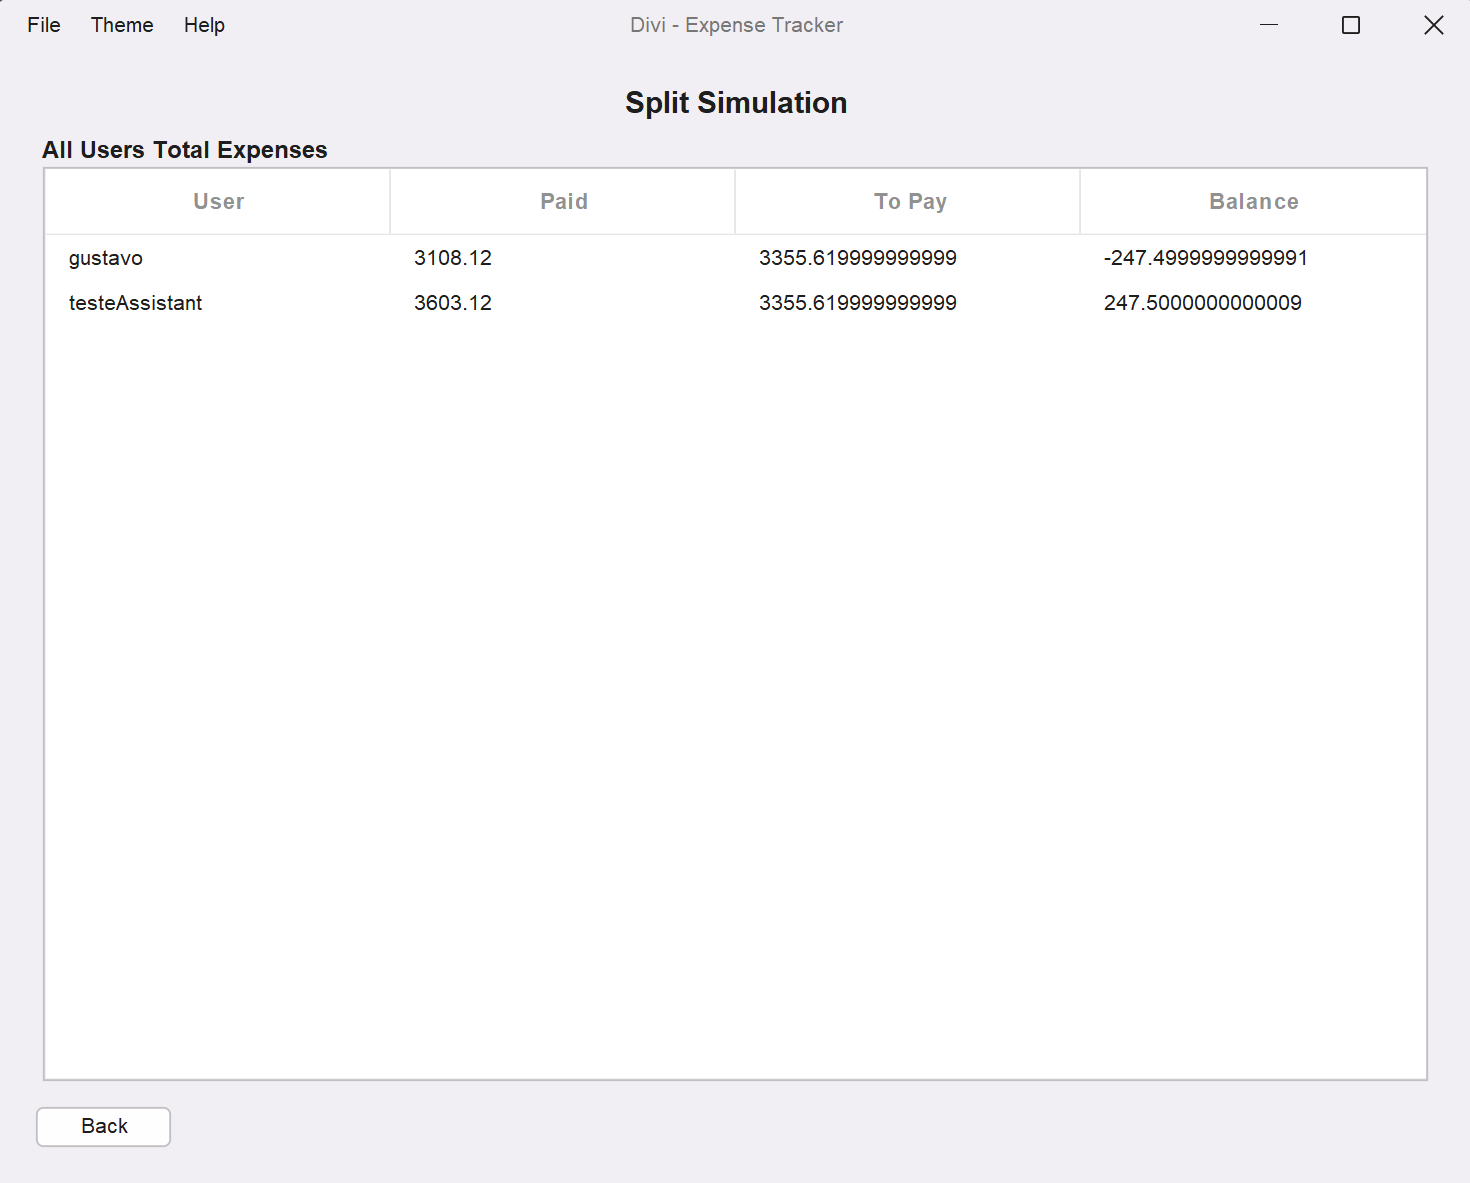 File Theme Help Divi - Expense Tracker
Split Simulation
All Users Total Expenses
User Paid To Pay Balance
gustavo 3108.12 3355.619999999999 -247.4999999999991
testeAssistant 3603.12 3355.619999999999 247.5000000000009
Back